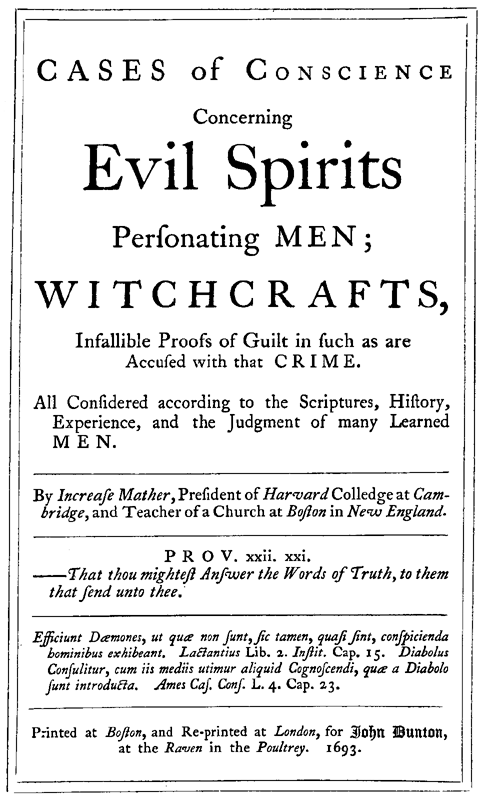 CASES of CONSCIENCE
Concerning
Evil Spirits
Perſonating MEN;
WITCHCRAFTS,
Infallible Proofs of Guilt in ſuch as are
Accuſed with that CRIME.
All Conſidered according to the Scriptures, Hiſtory,
Experience, and the Judgment of many Learned
MEN.
By Increaſe Mather, Preſident of Harvard Colledge at Cam-
bridge, and Teacher of a Church at Boſton in New England.
PROV. xxii. xxi.
——That thou mighteſt Anſwer the Words of Truth, to them
that ſend unto thee.
Efficiunt Dæmones, ut quæ non ſunt, ſic tamen, quaſi ſint, conſpicienda
hominibus exhibeant. Lactantius Lib. 2. Inſtit. Cap. 15. Diabolus
Conſulitur, cum iis mediis utimur aliquid Cognoſcendi, quæ a Diabolo
ſunt introducta. Ames Caſ. Conſ. L. 4. Cap. 23.
Printed at Boſton, and Re-printed at London, for John Dunton,
at the Raven in the Poultrey. 1693.